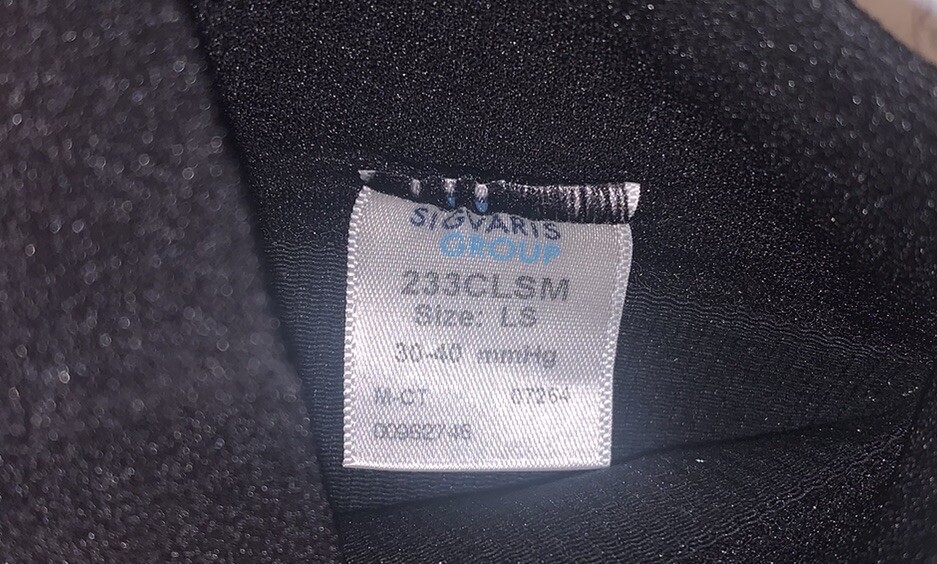 SIGVARIS
GROUP
233CLSM
Size: LS
30-40 mmHg
M-CT 07264
00962746